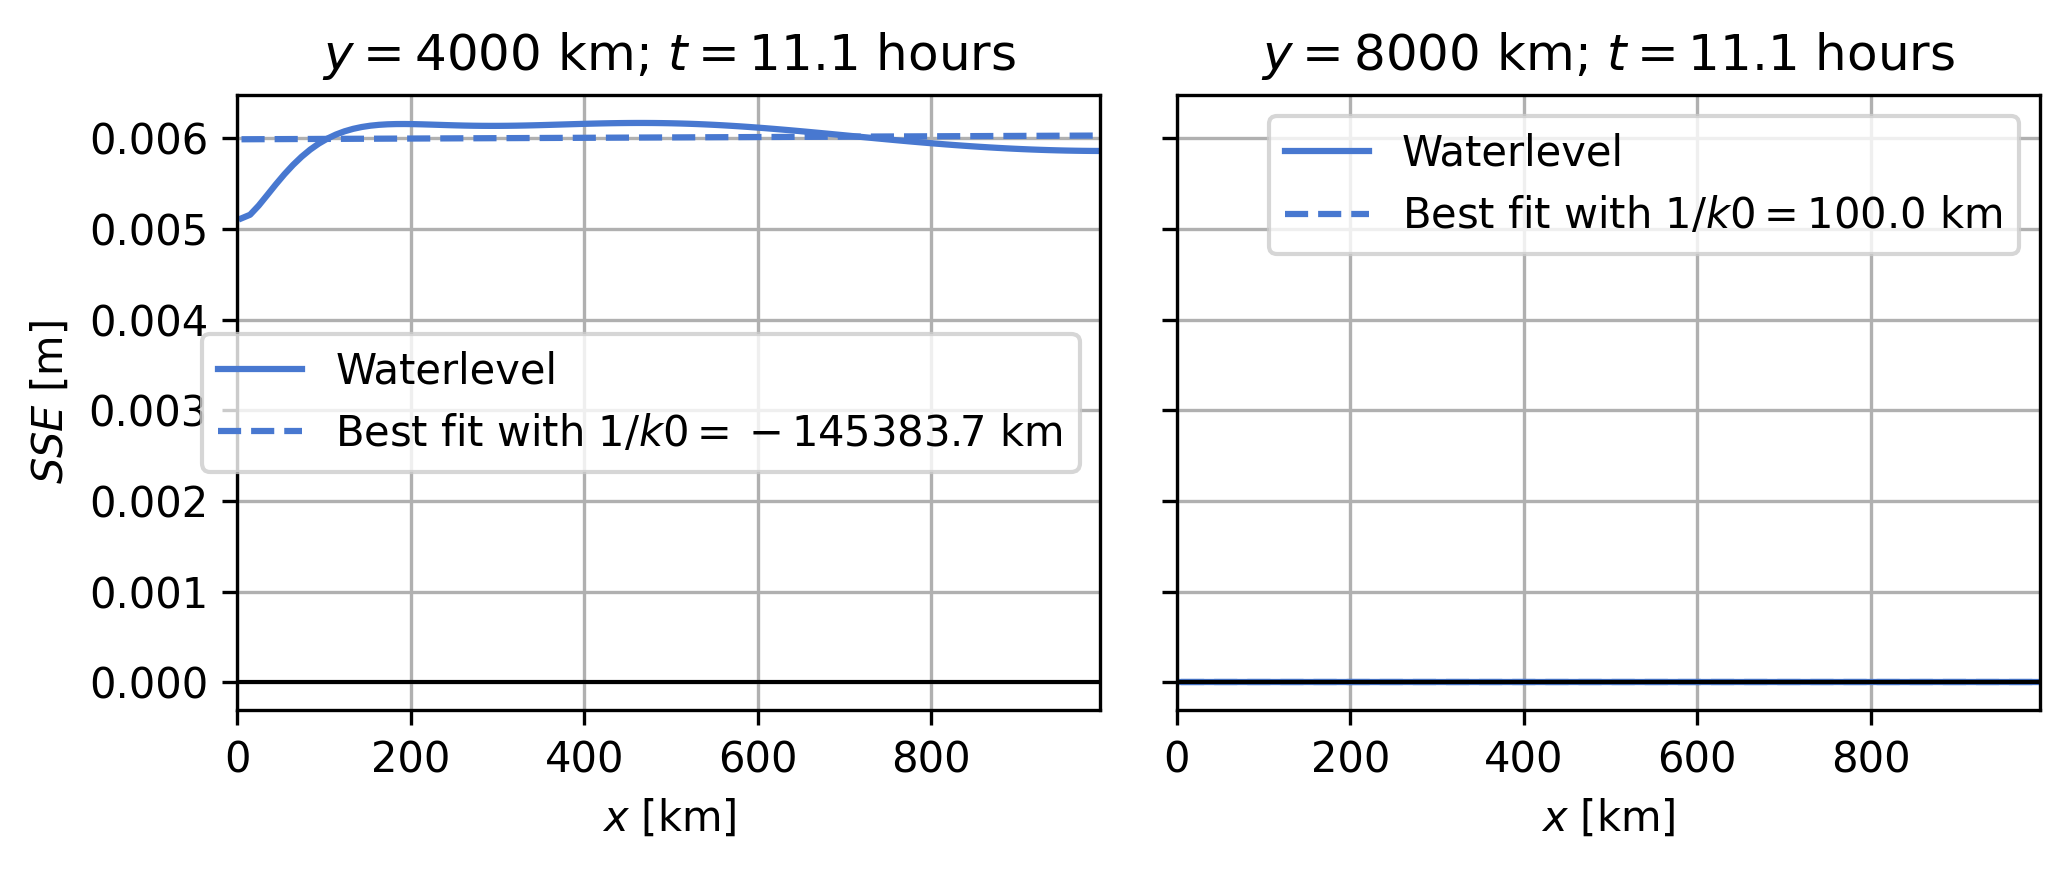 y = 4000 km; t = 11.1 hours
y = 8000 km; t = 11.1 hours
SSE [m]
0.006
0.005
0.004
0.003
0.002
0.001
0.000
Waterlevel
Best fit with 1/k0 = −145383.7 km
0
200
400
600
800
x [km]
Waterlevel
Best fit with 1/k0 = 100.0 km
0
200
400
600
800
x [km]